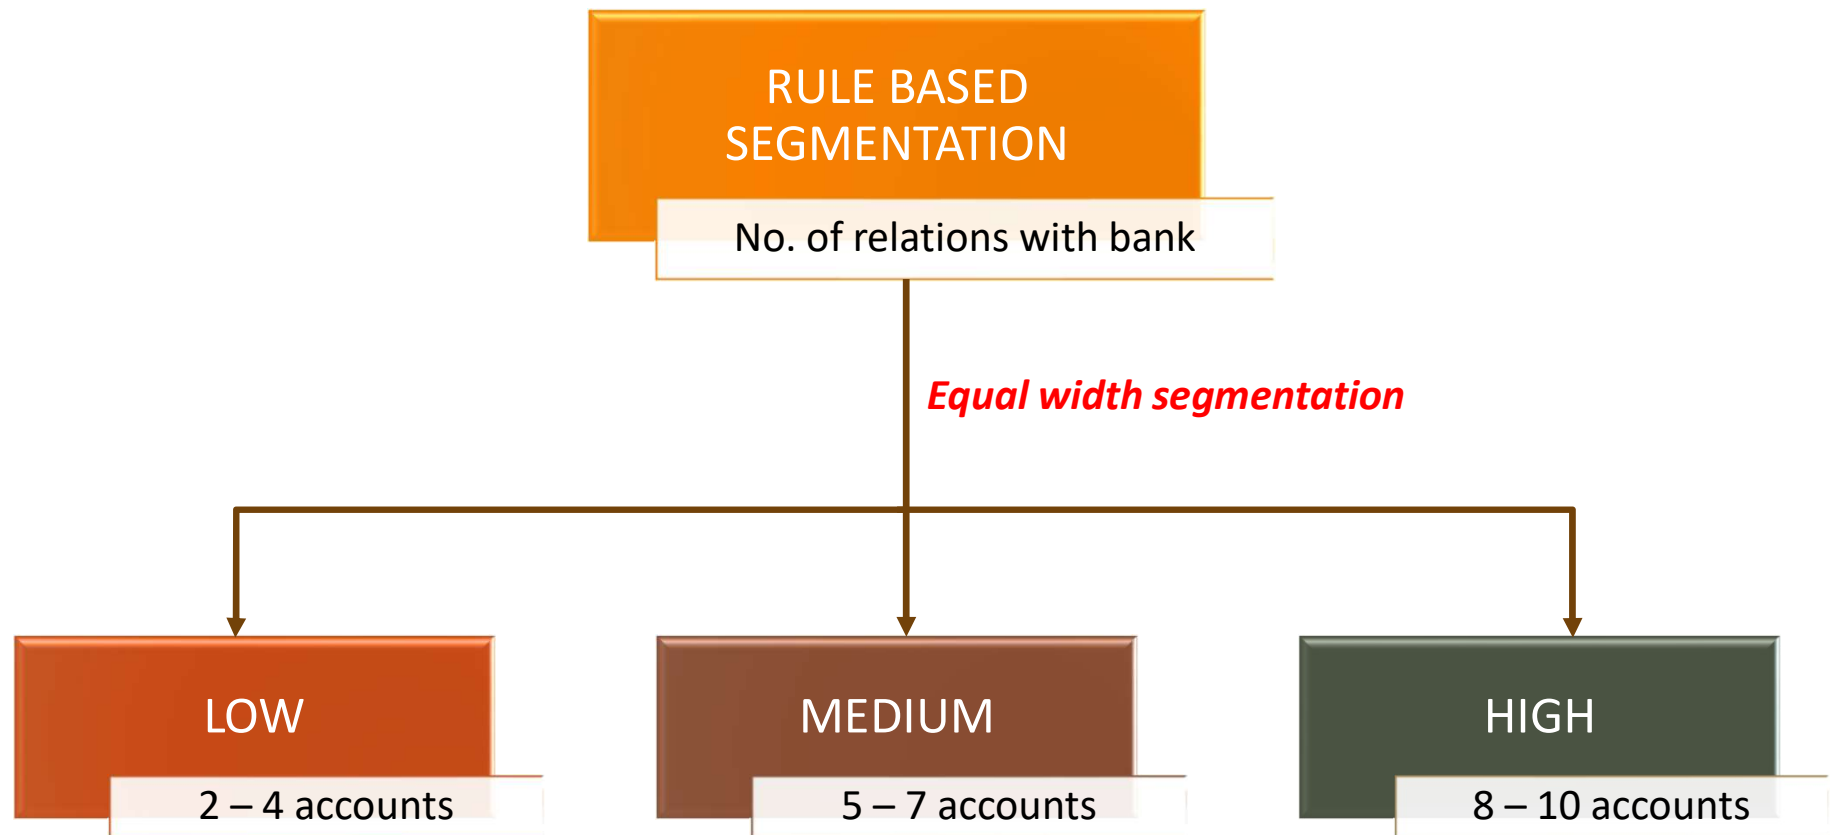 RULE BASED
SEGMENTATION
No. of relations with bank
Equal width segmentation
LOW
2 – 4 accounts
MEDIUM
5 – 7 accounts
HIGH
8 – 10 accounts